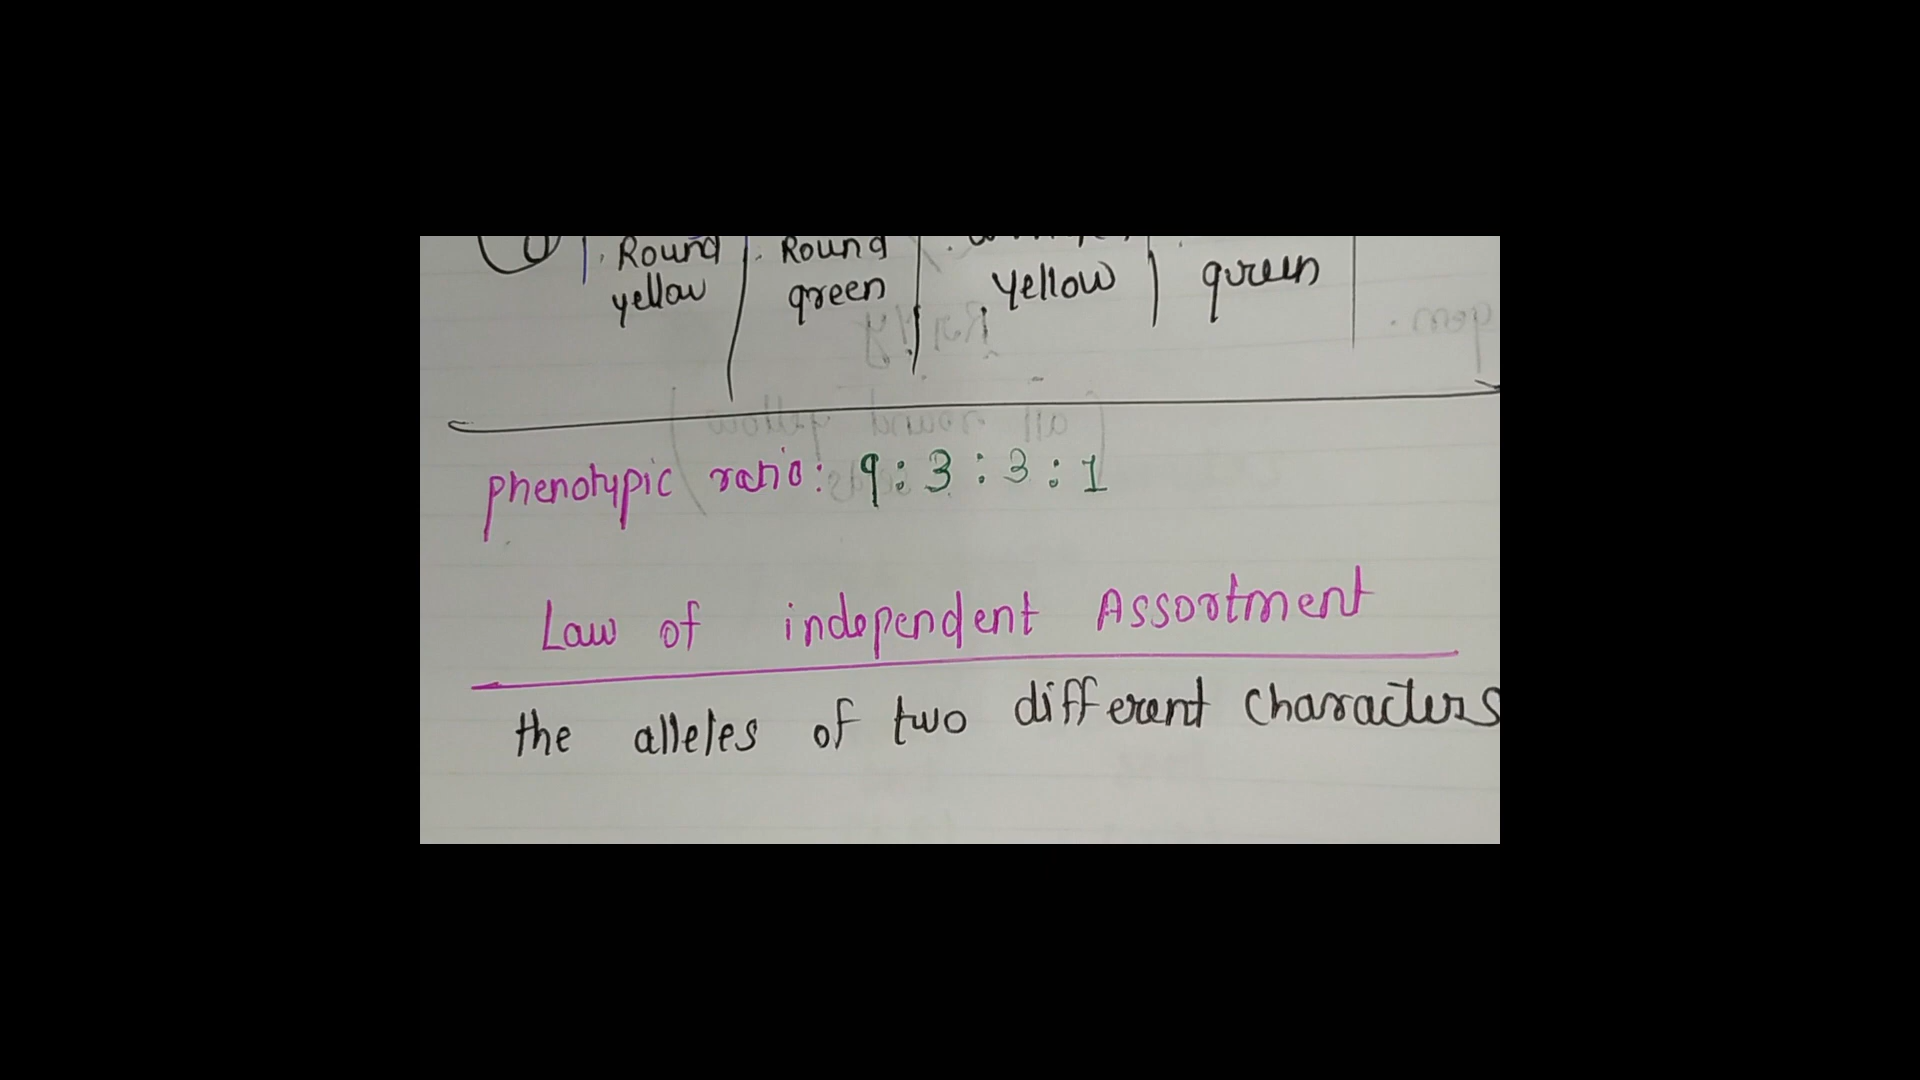 Round Round
yellow green yellow green
phenotypic ratio: 9:3:3:1
Law of independent Assortment
the alleles of two different characters